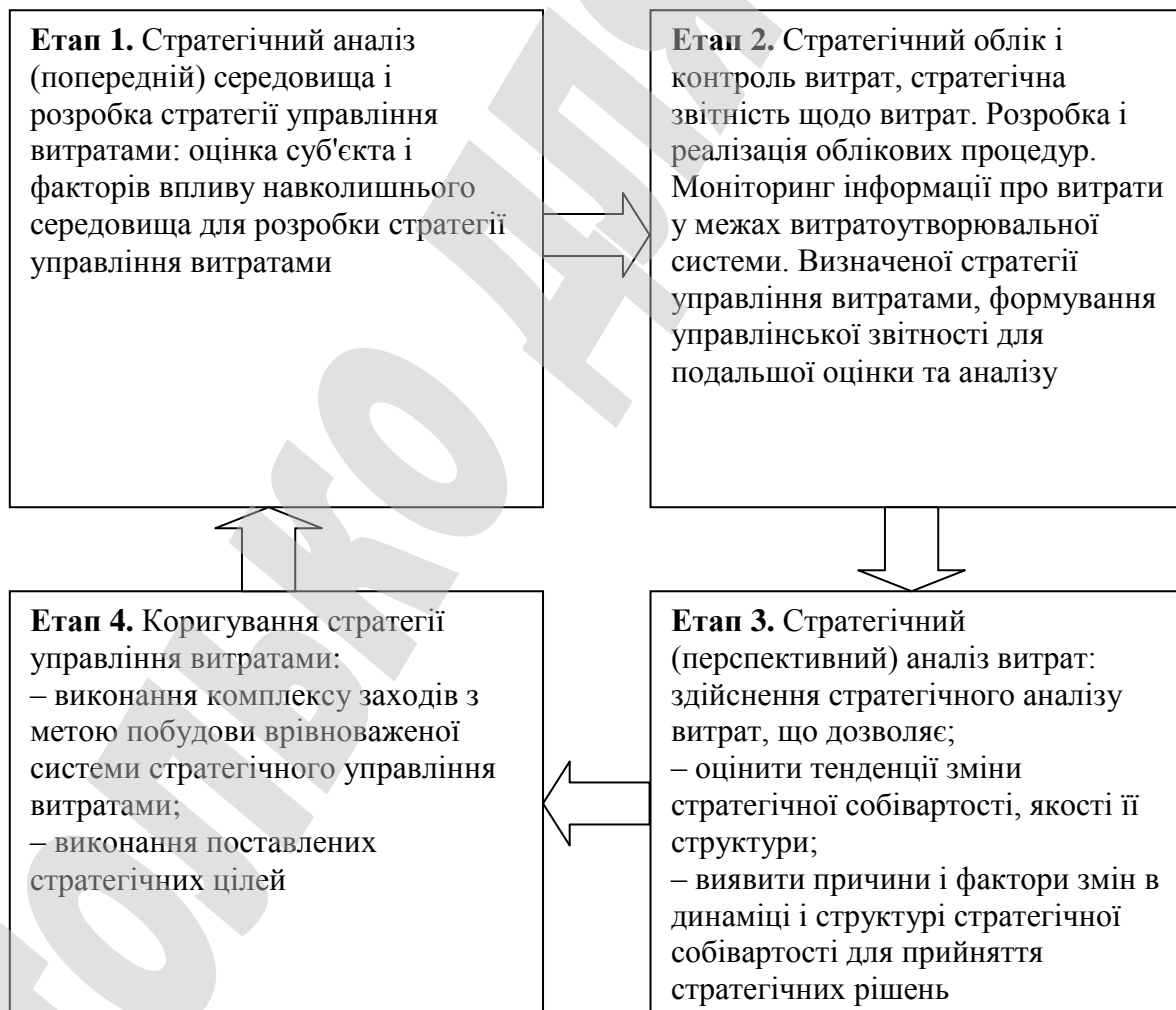 Етап 1. Стратегічний аналіз
(попередній) середовища і
розробка стратегії управління
витратами: оцінка суб'єкта і
факторів впливу навколишнього
середовища для розробки стратегії
управління витратами
Етап 2. Стратегічний облік і
контроль витрат, стратегічна
звітність щодо витрат. Розробка і
реалізація облікових процедур.
Моніторинг інформації про витрати
у межах витратоутворювальної
системи. Визначеної стратегії
управління витратами, формування
управлінської звітності для
подальшої оцінки та аналізу
Етап 3. Стратегічний
(перспективний) аналіз витрат:
здійснення стратегічного аналізу
витрат, що дозволяє;
– оцінити тенденції зміни
стратегічної собівартості, якості її
структури;
– виявити причини і фактори змін в
динаміці і структурі стратегічної
собівартості для прийняття
стратегічних рішень
Етап 4. Коригування стратегії
управління витратами:
– виконання комплексу заходів з
метою побудови врівноваженої
системи стратегічного управління
витратами;
– виконання поставлених
стратегічних цілей